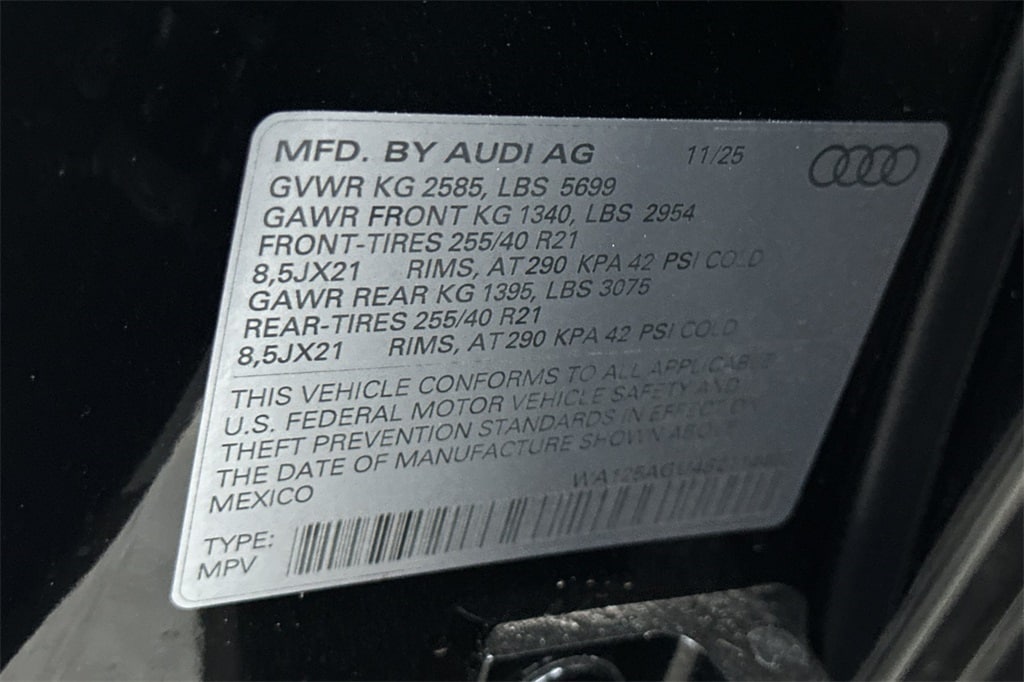 MFD. BY AUDI AG 11/25
GVWR KG 2585, LBS 5699
GAWR FRONT KG 1340, LBS 2954
FRONT-TIRES 255/40 R21
8,5JX21 RIMS, AT 290 KPA 42 PSI COLD
GAWR REAR KG 1395, LBS 3075
REAR-TIRES 255/40 R21
8,5JX21 RIMS, AT 290 KPA 42 PSI COLD
THIS VEHICLE CONFORMS TO ALL APPLICABLE
U.S. FEDERAL MOTOR VEHICLE SAFETY AND
THEFT PREVENTION STANDARDS IN EFFECT ON
THE DATE OF MANUFACTURE SHOWN ABOVE
MEXICO
TYPE:
MPV